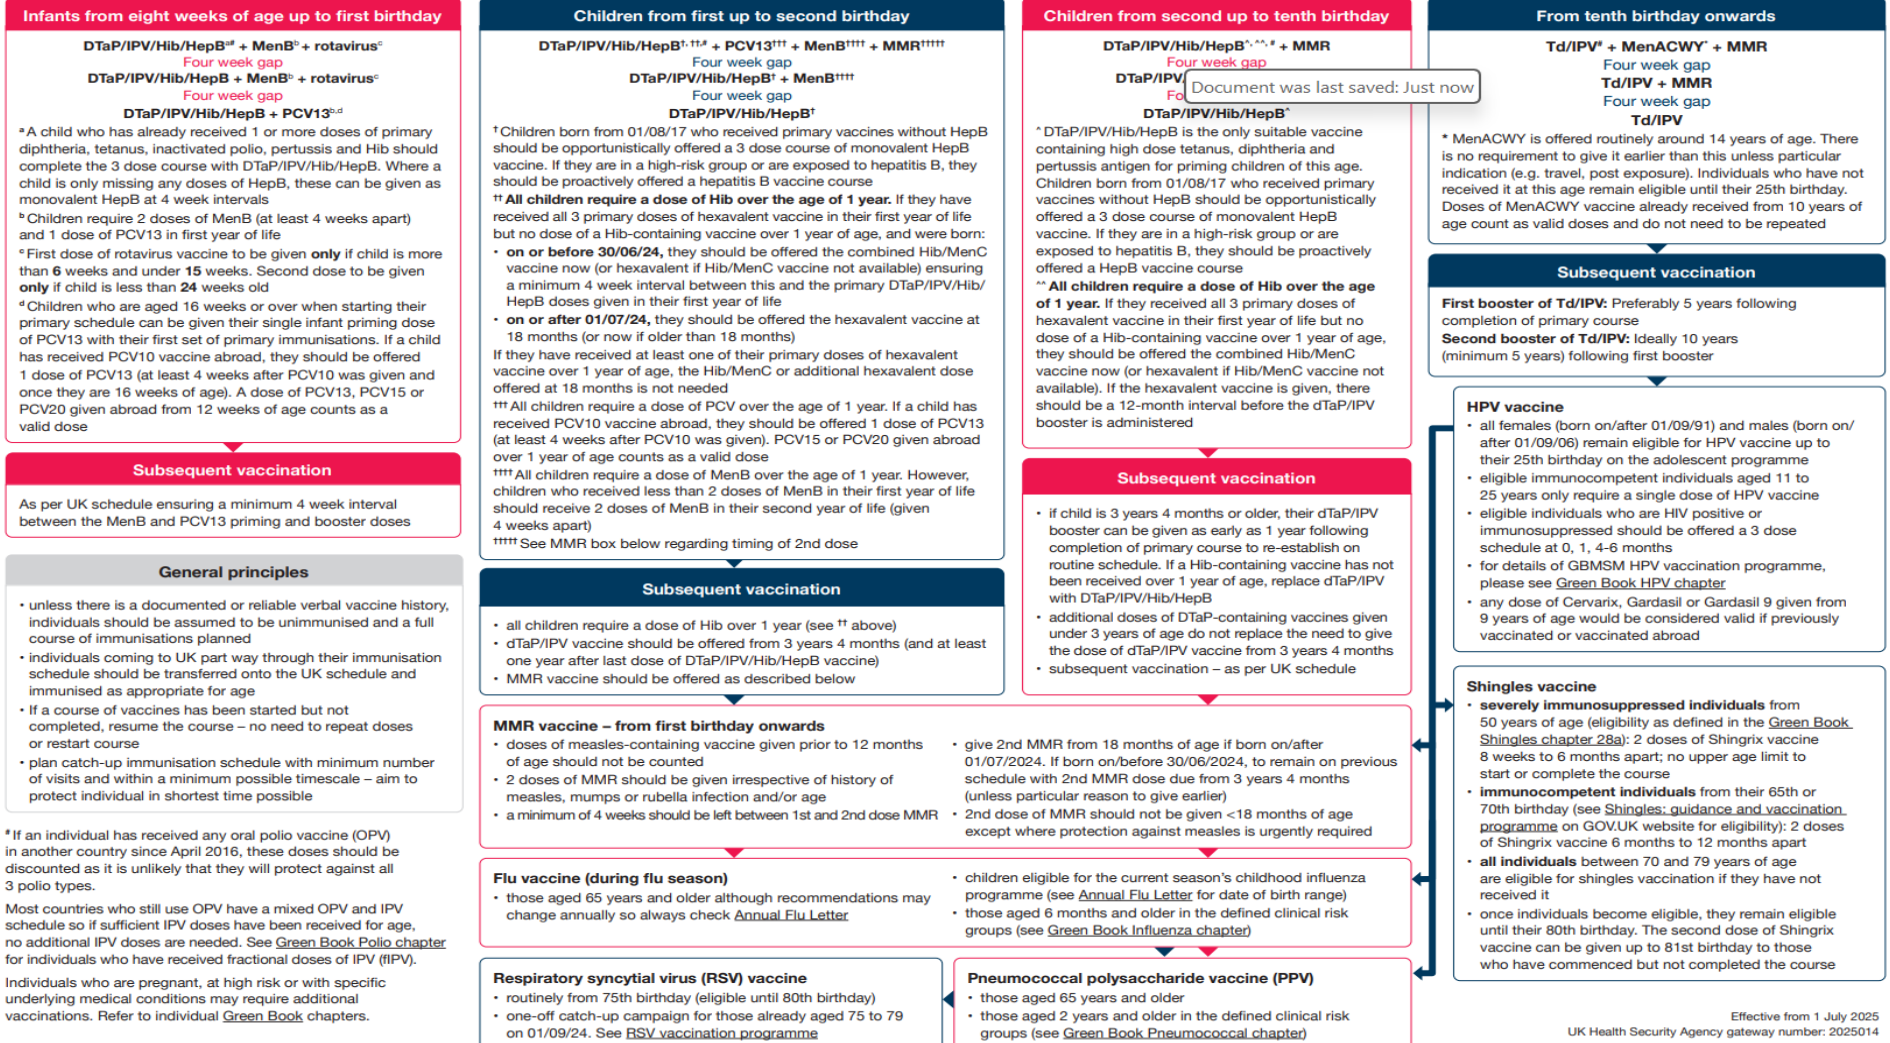 Infants from eight weeks of age up to first birthday
DTaP/IPV/Hib/HepBᵃ# + MenBᵇ + rotavirusᶜ
Four week gap
DTaP/IPV/Hib/HepB + MenBᵇ + rotavirusᶜ
Four week gap
DTaP/IPV/Hib/HepB + PCV13ᵇ·ᵈ
ᵃ A child who has already received 1 or more doses of primary
diphtheria, tetanus, inactivated polio, pertussis and Hib should
complete the 3 dose course with DTaP/IPV/Hib/HepB. Where a
child is only missing any doses of HepB, these can be given as
monovalent HepB at 4 week intervals
ᵇ Children require 2 doses of MenB (at least 4 weeks apart)
and 1 dose of PCV13 in first year of life
ᶜ First dose of rotavirus vaccine to be given only if child is more
than 6 weeks and under 15 weeks. Second dose to be given
only if child is less than 24 weeks old
ᵈ Children who are aged 16 weeks or over when starting their
primary schedule can be given their single infant priming dose
of PCV13 with their first set of primary immunisations. If a child
has received PCV10 vaccine abroad, they should be offered
1 dose of PCV13 (at least 4 weeks after PCV10 was given and
once they are 16 weeks of age). A dose of PCV13, PCV15 or
PCV20 given abroad from 12 weeks of age counts as a
valid dose
Subsequent vaccination
As per UK schedule ensuring a minimum 4 week interval
between the MenB and PCV13 priming and booster doses
General principles
• unless there is a documented or reliable verbal vaccine history,
individuals should be assumed to be unimmunised and a full
course of immunisations planned
• individuals coming to UK part way through their immunisation
schedule should be transferred onto the UK schedule and
immunised as appropriate for age
• If a course of vaccines has been started but not
completed, resume the course – no need to repeat doses
or restart course
• plan catch-up immunisation schedule with minimum number
of visits and within a minimum possible timescale – aim to
protect individual in shortest time possible
# If an individual has received any oral polio vaccine (OPV)
in another country since April 2016, these doses should be
discounted as it is unlikely that they will protect against all
3 polio types.
Most countries who still use OPV have a mixed OPV and IPV
schedule so if sufficient IPV doses have been received for age,
no additional IPV doses are needed. See Green Book Polio chapter
for individuals who have received fractional doses of IPV (fIPV).
Individuals who are pregnant, at high risk or with specific
underlying medical conditions may require additional
vaccinations. Refer to individual Green Book chapters.
Children from first up to second birthday
DTaP/IPV/Hib/HepB†, ††,# + PCV13††† + MenB†††† + MMR†††††
Four week gap
DTaP/IPV/Hib/HepB† + MenB††††
Four week gap
DTaP/IPV/Hib/HepB†
† Children born from 01/08/17 who received primary vaccines without HepB
should be opportunistically offered a 3 dose course of monovalent HepB
vaccine. If they are in a high-risk group or are exposed to hepatitis B, they
should be proactively offered a hepatitis B vaccine course
†† All children require a dose of Hib over the age of 1 year. If they have
received all 3 primary doses of hexavalent vaccine in their first year of life
but no dose of a Hib-containing vaccine over 1 year of age, and were born:
• on or before 30/06/24, they should be offered the combined Hib/MenC
vaccine now (or hexavalent if Hib/MenC vaccine not available) ensuring
a minimum 4 week interval between this and the primary DTaP/IPV/Hib/
HepB doses given in their first year of life
• on or after 01/07/24, they should be offered the hexavalent vaccine at
18 months (or now if older than 18 months)
If they have received at least one of their primary doses of hexavalent
vaccine over 1 year of age, the Hib/MenC or additional hexavalent dose
offered at 18 months is not needed
††† All children require a dose of PCV over the age of 1 year. If a child has
received PCV10 vaccine abroad, they should be offered 1 dose of PCV13
(at least 4 weeks after PCV10 was given). PCV15 or PCV20 given abroad
over 1 year of age counts as a valid dose
†††† All children require a dose of MenB over the age of 1 year. However,
children who received less than 2 doses of MenB in their first year of life
should receive 2 doses of MenB in their second year of life (given
4 weeks apart)
††††† See MMR box below regarding timing of 2nd dose
Subsequent vaccination
• all children require a dose of Hib over 1 year (see †† above)
• dTaP/IPV vaccine should be offered from 3 years 4 months (and at least
one year after last dose of DTaP/IPV/Hib/HepB vaccine)
• MMR vaccine should be offered as described below
Children from second up to tenth birthday
DTaP/IPV/Hib/HepB^, ^^, # + MMR
Four week gap
DTaP/IPV
Fo
Document was last saved: Just now
DTaP/IPV/Hib/HepB^
^ DTaP/IPV/Hib/HepB is the only suitable vaccine
containing high dose tetanus, diphtheria and
pertussis antigen for priming children of this age.
Children born from 01/08/17 who received primary
vaccines without HepB should be opportunistically
offered a 3 dose course of monovalent HepB
vaccine. If they are in a high-risk group or are
exposed to hepatitis B, they should be proactively
offered a HepB vaccine course
^^ All children require a dose of Hib over the age
of 1 year. If they received all 3 primary doses of
hexavalent vaccine in their first year of life but no
dose of a Hib-containing vaccine over 1 year of age,
they should be offered the combined Hib/MenC
vaccine now (or hexavalent if Hib/MenC vaccine not
available). If the hexavalent vaccine is given, there
should be a 12-month interval before the dTaP/IPV
booster is administered
Subsequent vaccination
• if child is 3 years 4 months or older, their dTaP/IPV
booster can be given as early as 1 year following
completion of primary course to re-establish on
routine schedule. If a Hib-containing vaccine has not
been received over 1 year of age, replace dTaP/IPV
with DTaP/IPV/Hib/HepB
• additional doses of DTaP-containing vaccines given
under 3 years of age do not replace the need to give
the dose of dTaP/IPV vaccine from 3 years 4 months
• subsequent vaccination – as per UK schedule
MMR vaccine – from first birthday onwards
• doses of measles-containing vaccine given prior to 12 months
of age should not be counted
• 2 doses of MMR should be given irrespective of history of
measles, mumps or rubella infection and/or age
• a minimum of 4 weeks should be left between 1st and 2nd dose MMR
• give 2nd MMR from 18 months of age if born on/after
01/07/2024. If born on/before 30/06/2024, to remain on previous
schedule with 2nd MMR dose due from 3 years 4 months
(unless particular reason to give earlier)
• 2nd dose of MMR should not be given <18 months of age
except where protection against measles is urgently required
Flu vaccine (during flu season)
• those aged 65 years and older although recommendations may
change annually so always check Annual Flu Letter
• children eligible for the current season's childhood influenza
programme (see Annual Flu Letter for date of birth range)
• those aged 6 months and older in the defined clinical risk
groups (see Green Book Influenza chapter)
Respiratory syncytial virus (RSV) vaccine
• routinely from 75th birthday (eligible until 80th birthday)
• one-off catch-up campaign for those already aged 75 to 79
on 01/09/24. See RSV vaccination programme
Pneumococcal polysaccharide vaccine (PPV)
• those aged 65 years and older
• those aged 2 years and older in the defined clinical risk
groups (see Green Book Pneumococcal chapter)
From tenth birthday onwards
Td/IPV# + MenACWY* + MMR
Four week gap
Td/IPV + MMR
Four week gap
Td/IPV
* MenACWY is offered routinely around 14 years of age. There
is no requirement to give it earlier than this unless particular
indication (e.g. travel, post exposure). Individuals who have not
received it at this age remain eligible until their 25th birthday.
Doses of MenACWY vaccine already received from 10 years of
age count as valid doses and do not need to be repeated
Subsequent vaccination
First booster of Td/IPV: Preferably 5 years following
completion of primary course
Second booster of Td/IPV: Ideally 10 years
(minimum 5 years) following first booster
HPV vaccine
• all females (born on/after 01/09/91) and males (born on/
after 01/09/06) remain eligible for HPV vaccine up to
their 25th birthday on the adolescent programme
• eligible immunocompetent individuals aged 11 to
25 years only require a single dose of HPV vaccine
• eligible individuals who are HIV positive or
immunosuppressed should be offered a 3 dose
schedule at 0, 1, 4-6 months
• for details of GBMSM HPV vaccination programme,
please see Green Book HPV chapter
• any dose of Cervarix, Gardasil or Gardasil 9 given from
9 years of age would be considered valid if previously
vaccinated or vaccinated abroad
Shingles vaccine
• severely immunosuppressed individuals from
50 years of age (eligibility as defined in the Green Book
Shingles chapter 28a): 2 doses of Shingrix vaccine
8 weeks to 6 months apart; no upper age limit to
start or complete the course
• immunocompetent individuals from their 65th or
70th birthday (see Shingles: guidance and vaccination
programme on GOV.UK website for eligibility): 2 doses
of Shingrix vaccine 6 months to 12 months apart
• all individuals between 70 and 79 years of age
are eligible for shingles vaccination if they have not
received it
• once individuals become eligible, they remain eligible
until their 80th birthday. The second dose of Shingrix
vaccine can be given up to 81st birthday to those
who have commenced but not completed the course
Effective from 1 July 2025
UK Health Security Agency gateway number: 2025014